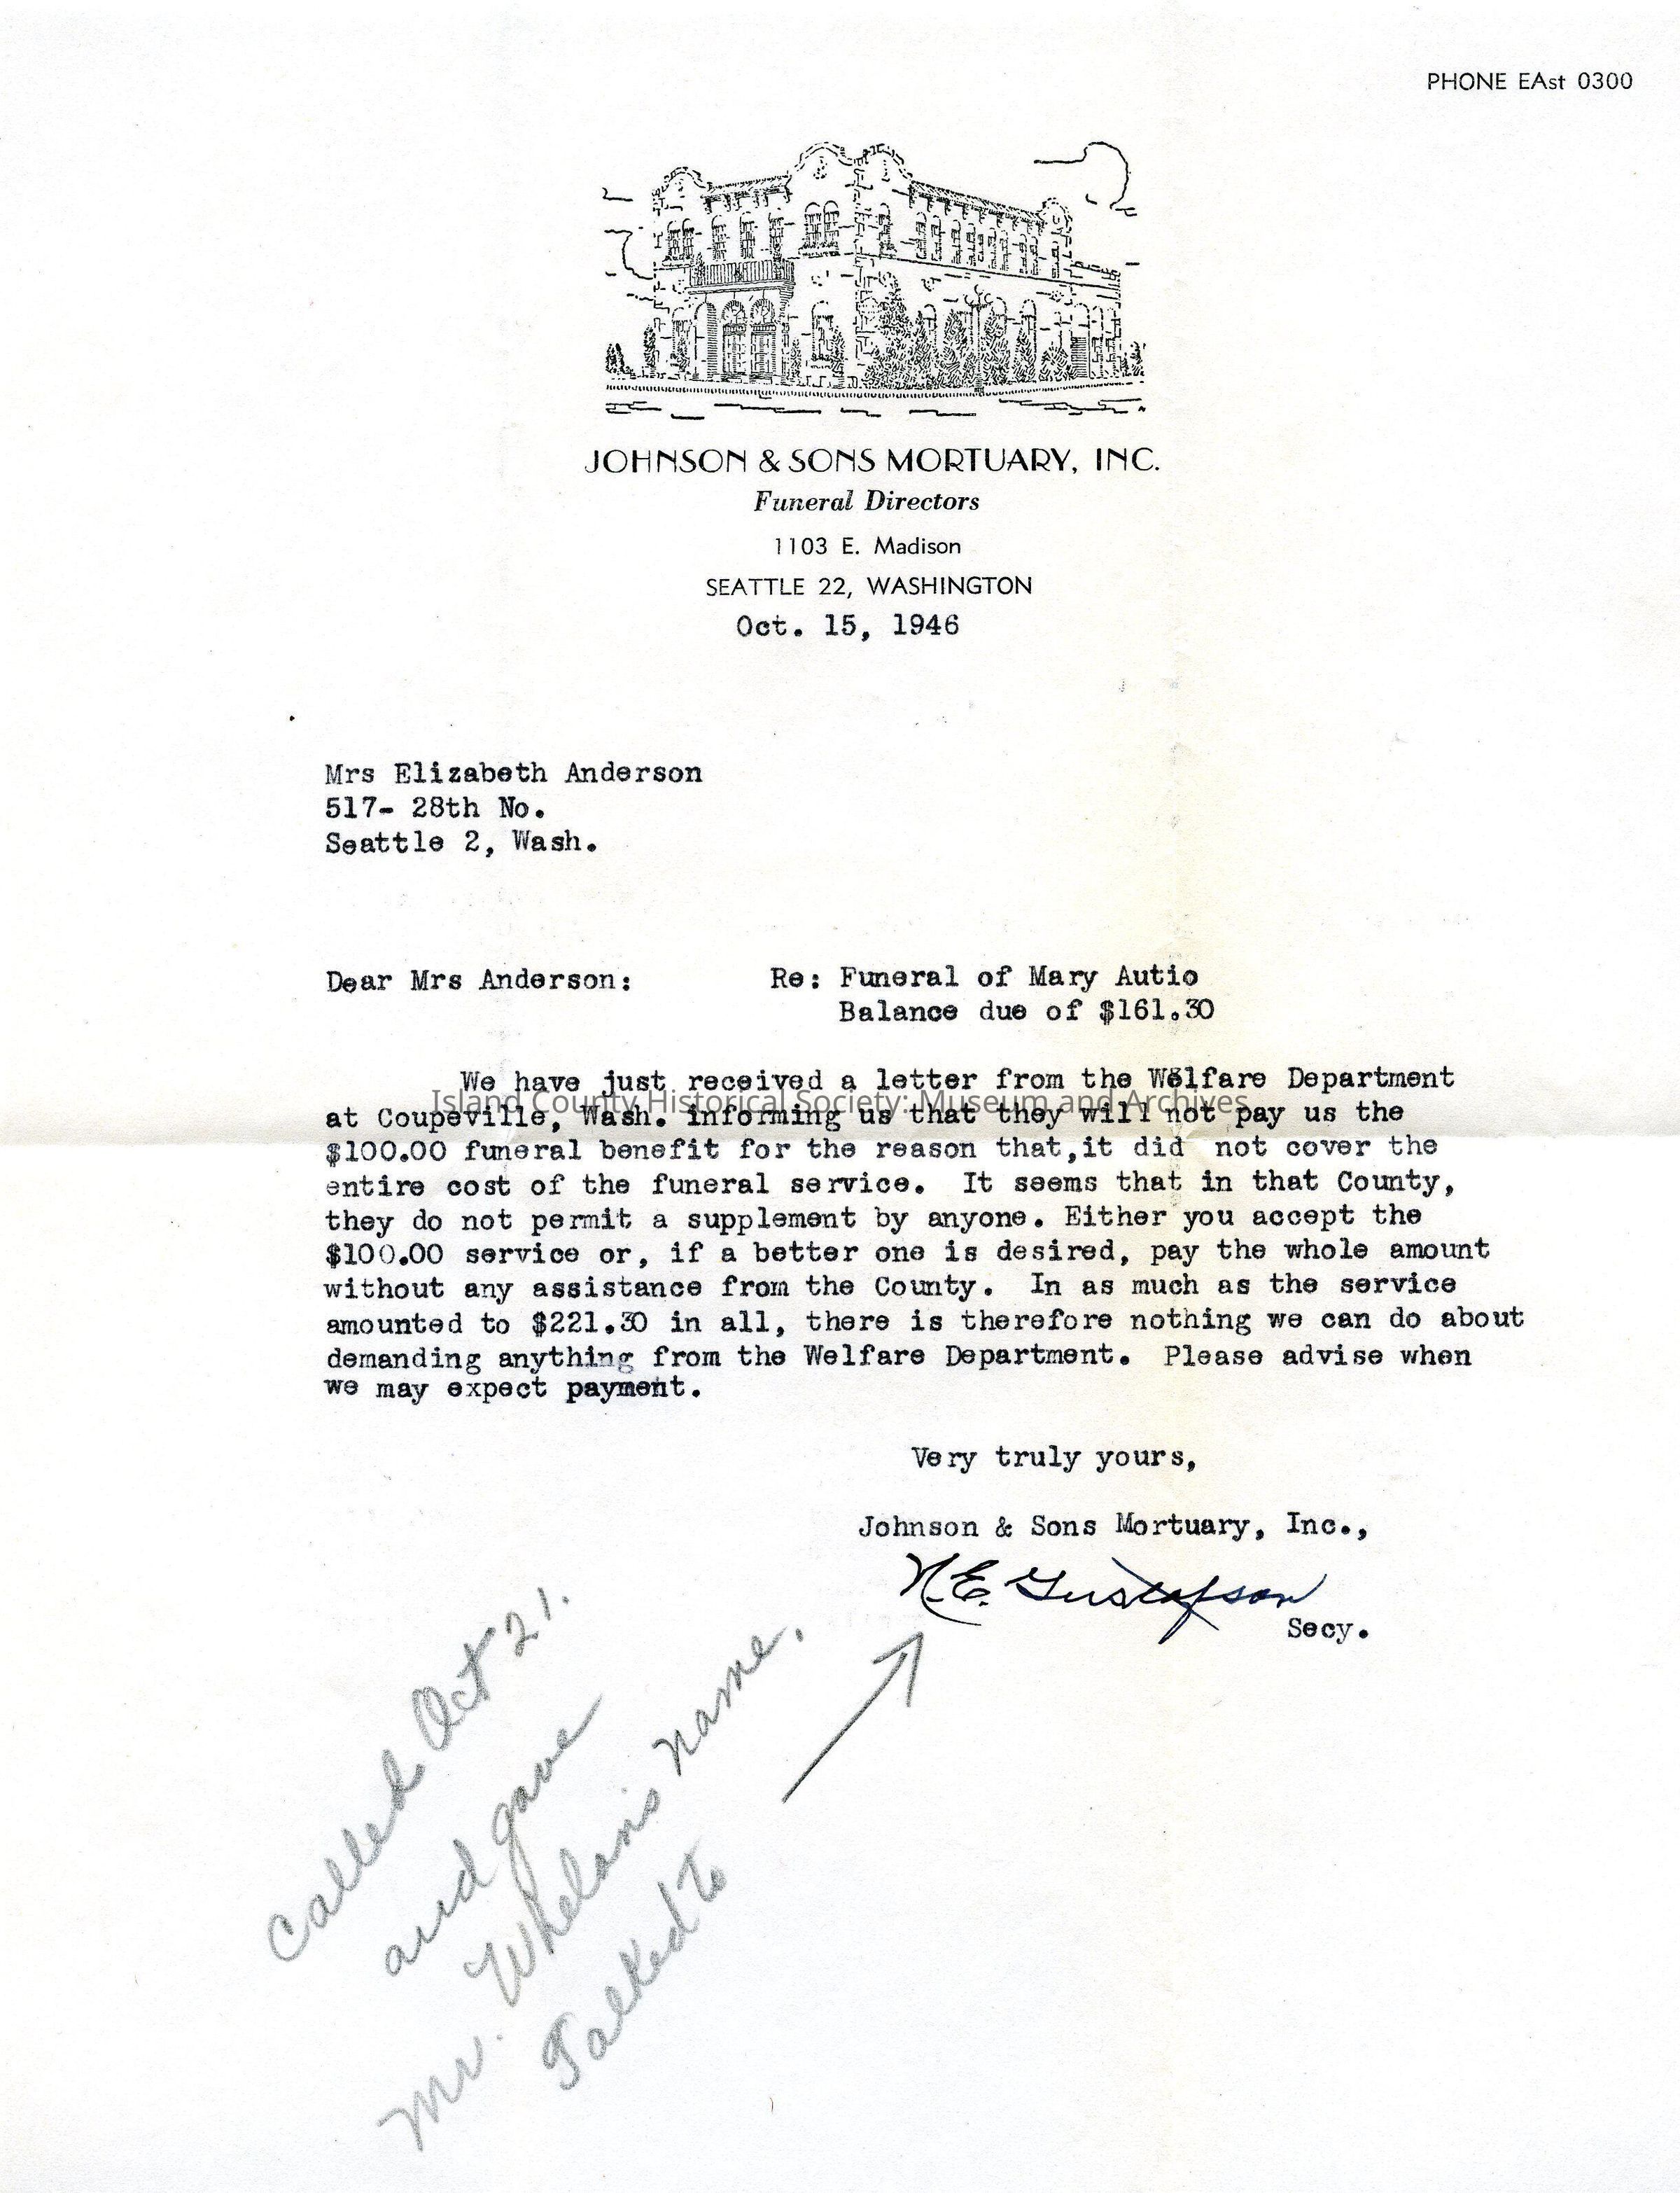 PHONE EAst 0300
JOHNSON & SONS MORTUARY, INC.
Funeral Directors
1103 E. Madison
SEATTLE 22, WASHINGTON
Oct. 15, 1946
Mrs Elizabeth Anderson
517- 28th No.
Seattle 2, Wash.
Dear Mrs Anderson: Re: Funeral of Mary Autio
Balance due of $161.30
We have just received a letter from the Welfare Department
Island County Historical Society: Museum and Archives
at Coupeville, Wash. informing us that they will not pay us the
$100.00 funeral benefit for the reason that,it did not cover the
entire cost of the funeral service. It seems that in that County,
they do not permit a supplement by anyone. Either you accept the
$100.00 service or, if a better one is desired, pay the whole amount
without any assistance from the County. In as much as the service
amounted to $221.30 in all, there is therefore nothing we can do about
demanding anything from the Welfare Department. Please advise when
we may expect payment.
Very truly yours,
Johnson & Sons Mortuary, Inc.,
N.E. Gustafson
Secy.
Called Oct 21.
and gave
Mr. Whelan's name.
Talked to